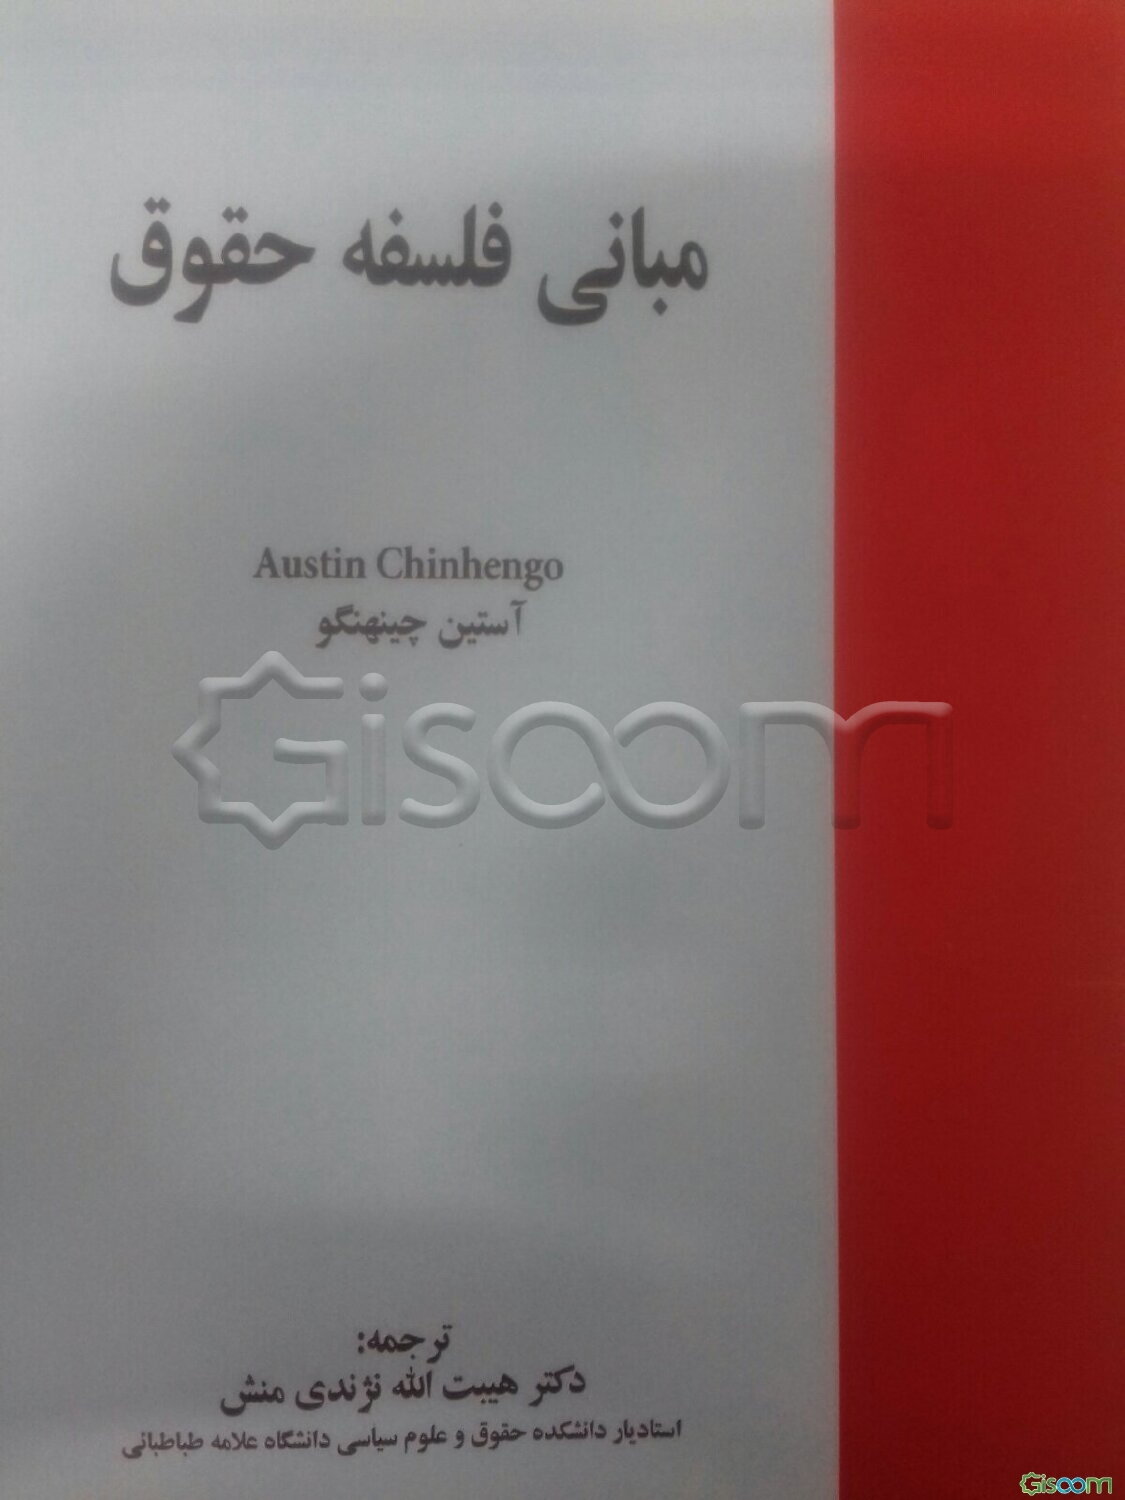 مبانی فلسفه حقوق
Austin Chinhengo
آستین چینهنگو
Gisoom
ترجمه:
دکتر هیبت الله نژندی منش
استادیار دانشکده حقوق و علوم سیاسی دانشگاه علامه طباطبائی
Gisoom